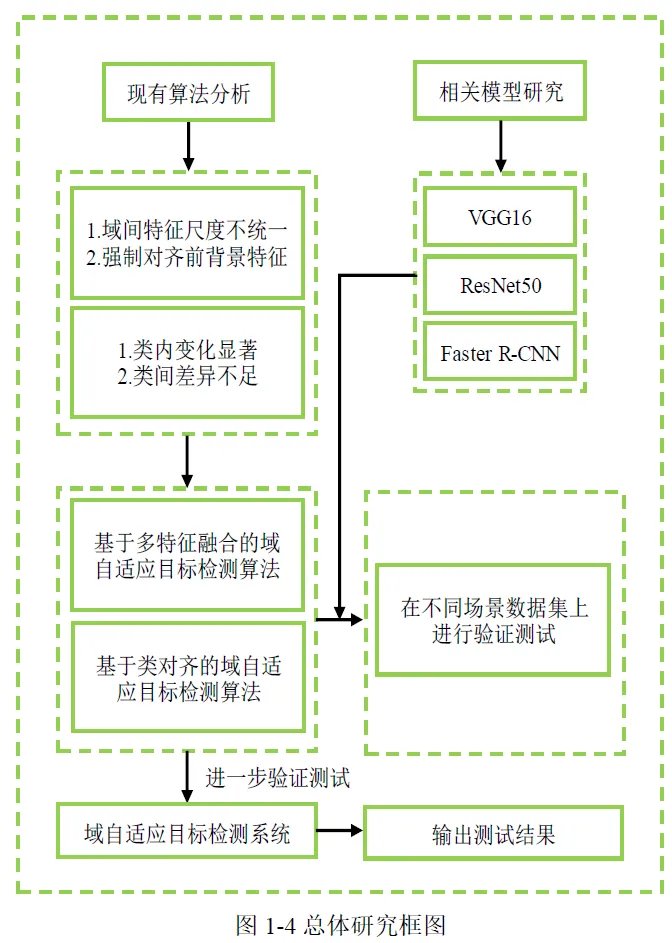 现有算法分析
相关模型研究
1.域间特征尺度不统一
2.强制对齐前背景特征
1.类内变化显著
2.类间差异不足
VGG16
ResNet50
Faster R-CNN
基于多特征融合的域
自适应目标检测算法
基于类对齐的域自适
应目标检测算法
在不同场景数据集上
进行验证测试
进一步验证测试
域自适应目标检测系统
输出测试结果
图 1-4 总体研究框图